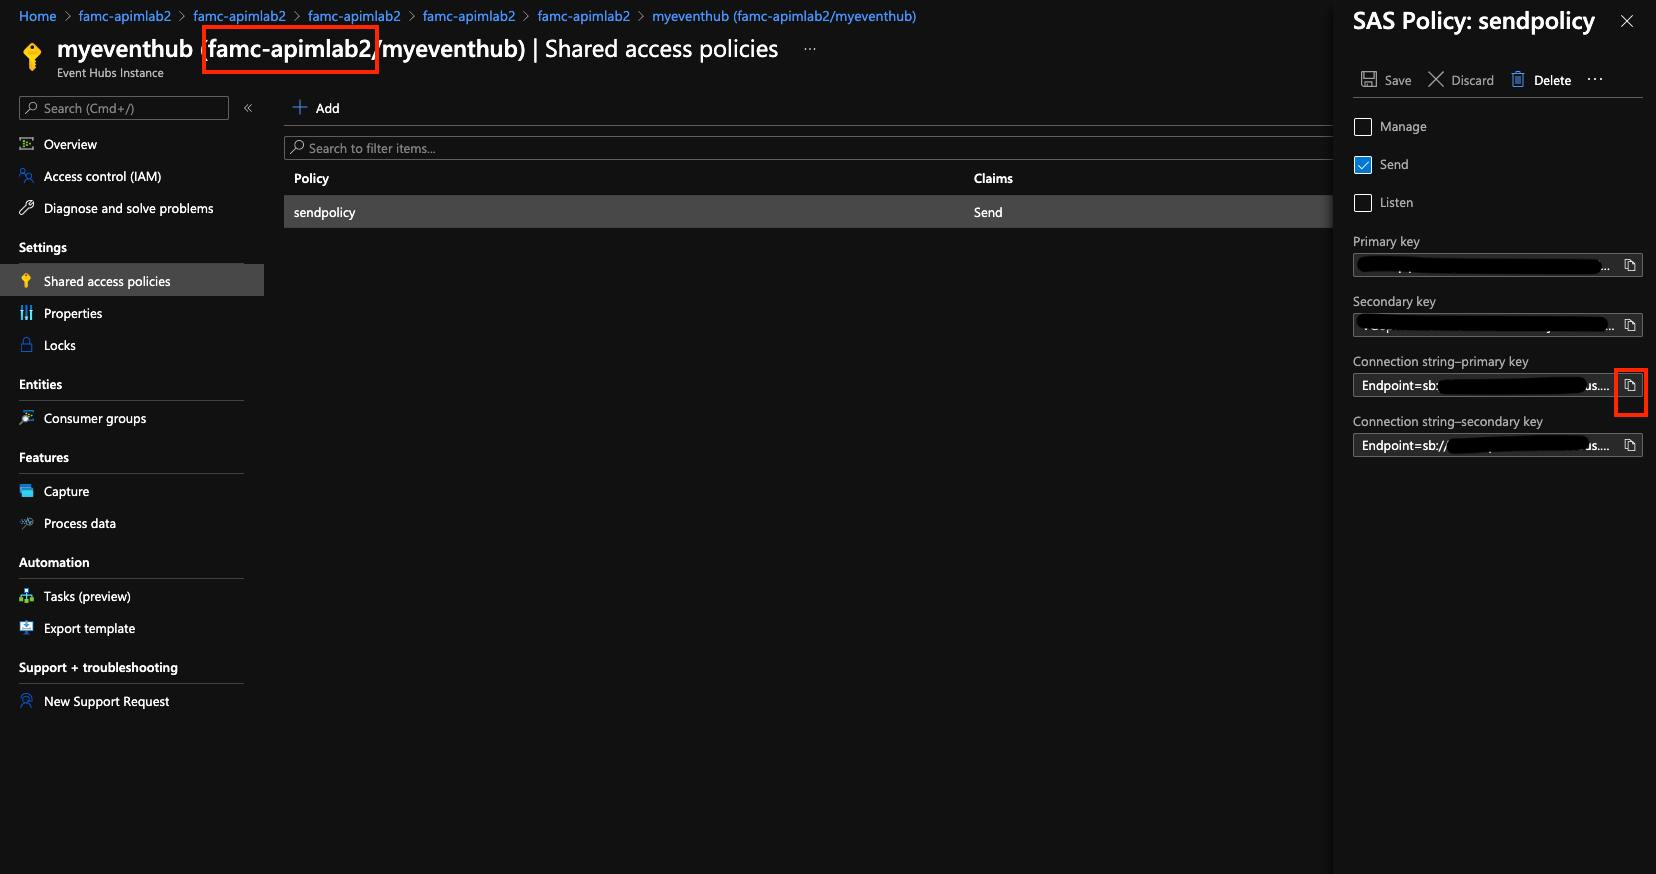 Home > famc-apimlab2 > famc-apimlab2 > famc-apimlab2 > famc-apimlab2 > famc-apimlab2 > myeventhub (famc-apimlab2/myeventhub)
myeventhub (famc-apimlab2/myeventhub) | Shared access policies ...
Event Hubs Instance
Search (Cmd+/)
«
Overview
Access control (IAM)
Diagnose and solve problems
Settings
Shared access policies
Properties
Locks
Entities
Consumer groups
Features
Capture
Process data
Automation
Tasks (preview)
Export template
Support + troubleshooting
New Support Request
Add
Search to filter items...
Policy Claims
sendpolicy Send
SAS Policy: sendpolicy
Save Discard Delete ...
Manage
Send
Listen
Primary key
...
Secondary key
...
Connection string–primary key
Endpoint=sb: us....
Connection string–secondary key
Endpoint=sb:// us....